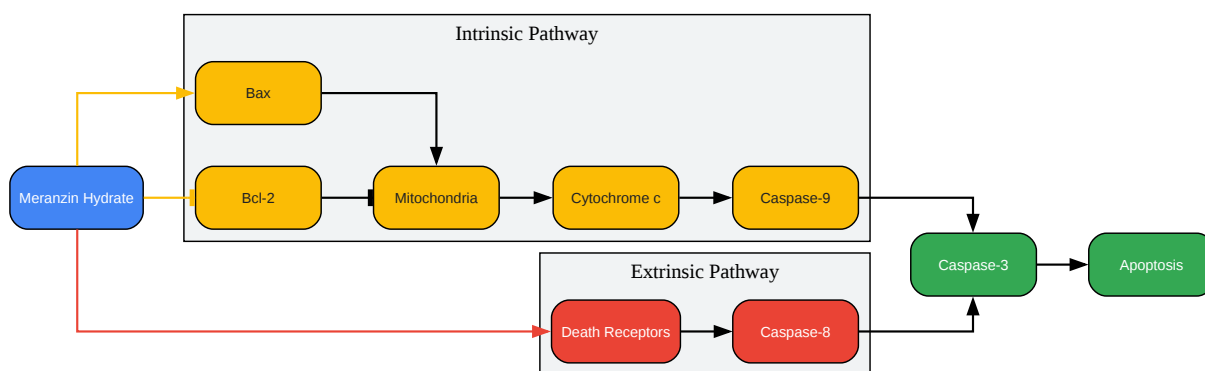 Intrinsic Pathway
Bax
Meranzin Hydrate
Bcl-2
Mitochondria
Cytochrome c
Caspase-9
Caspase-3
Apoptosis
Extrinsic Pathway
Death Receptors
Caspase-8